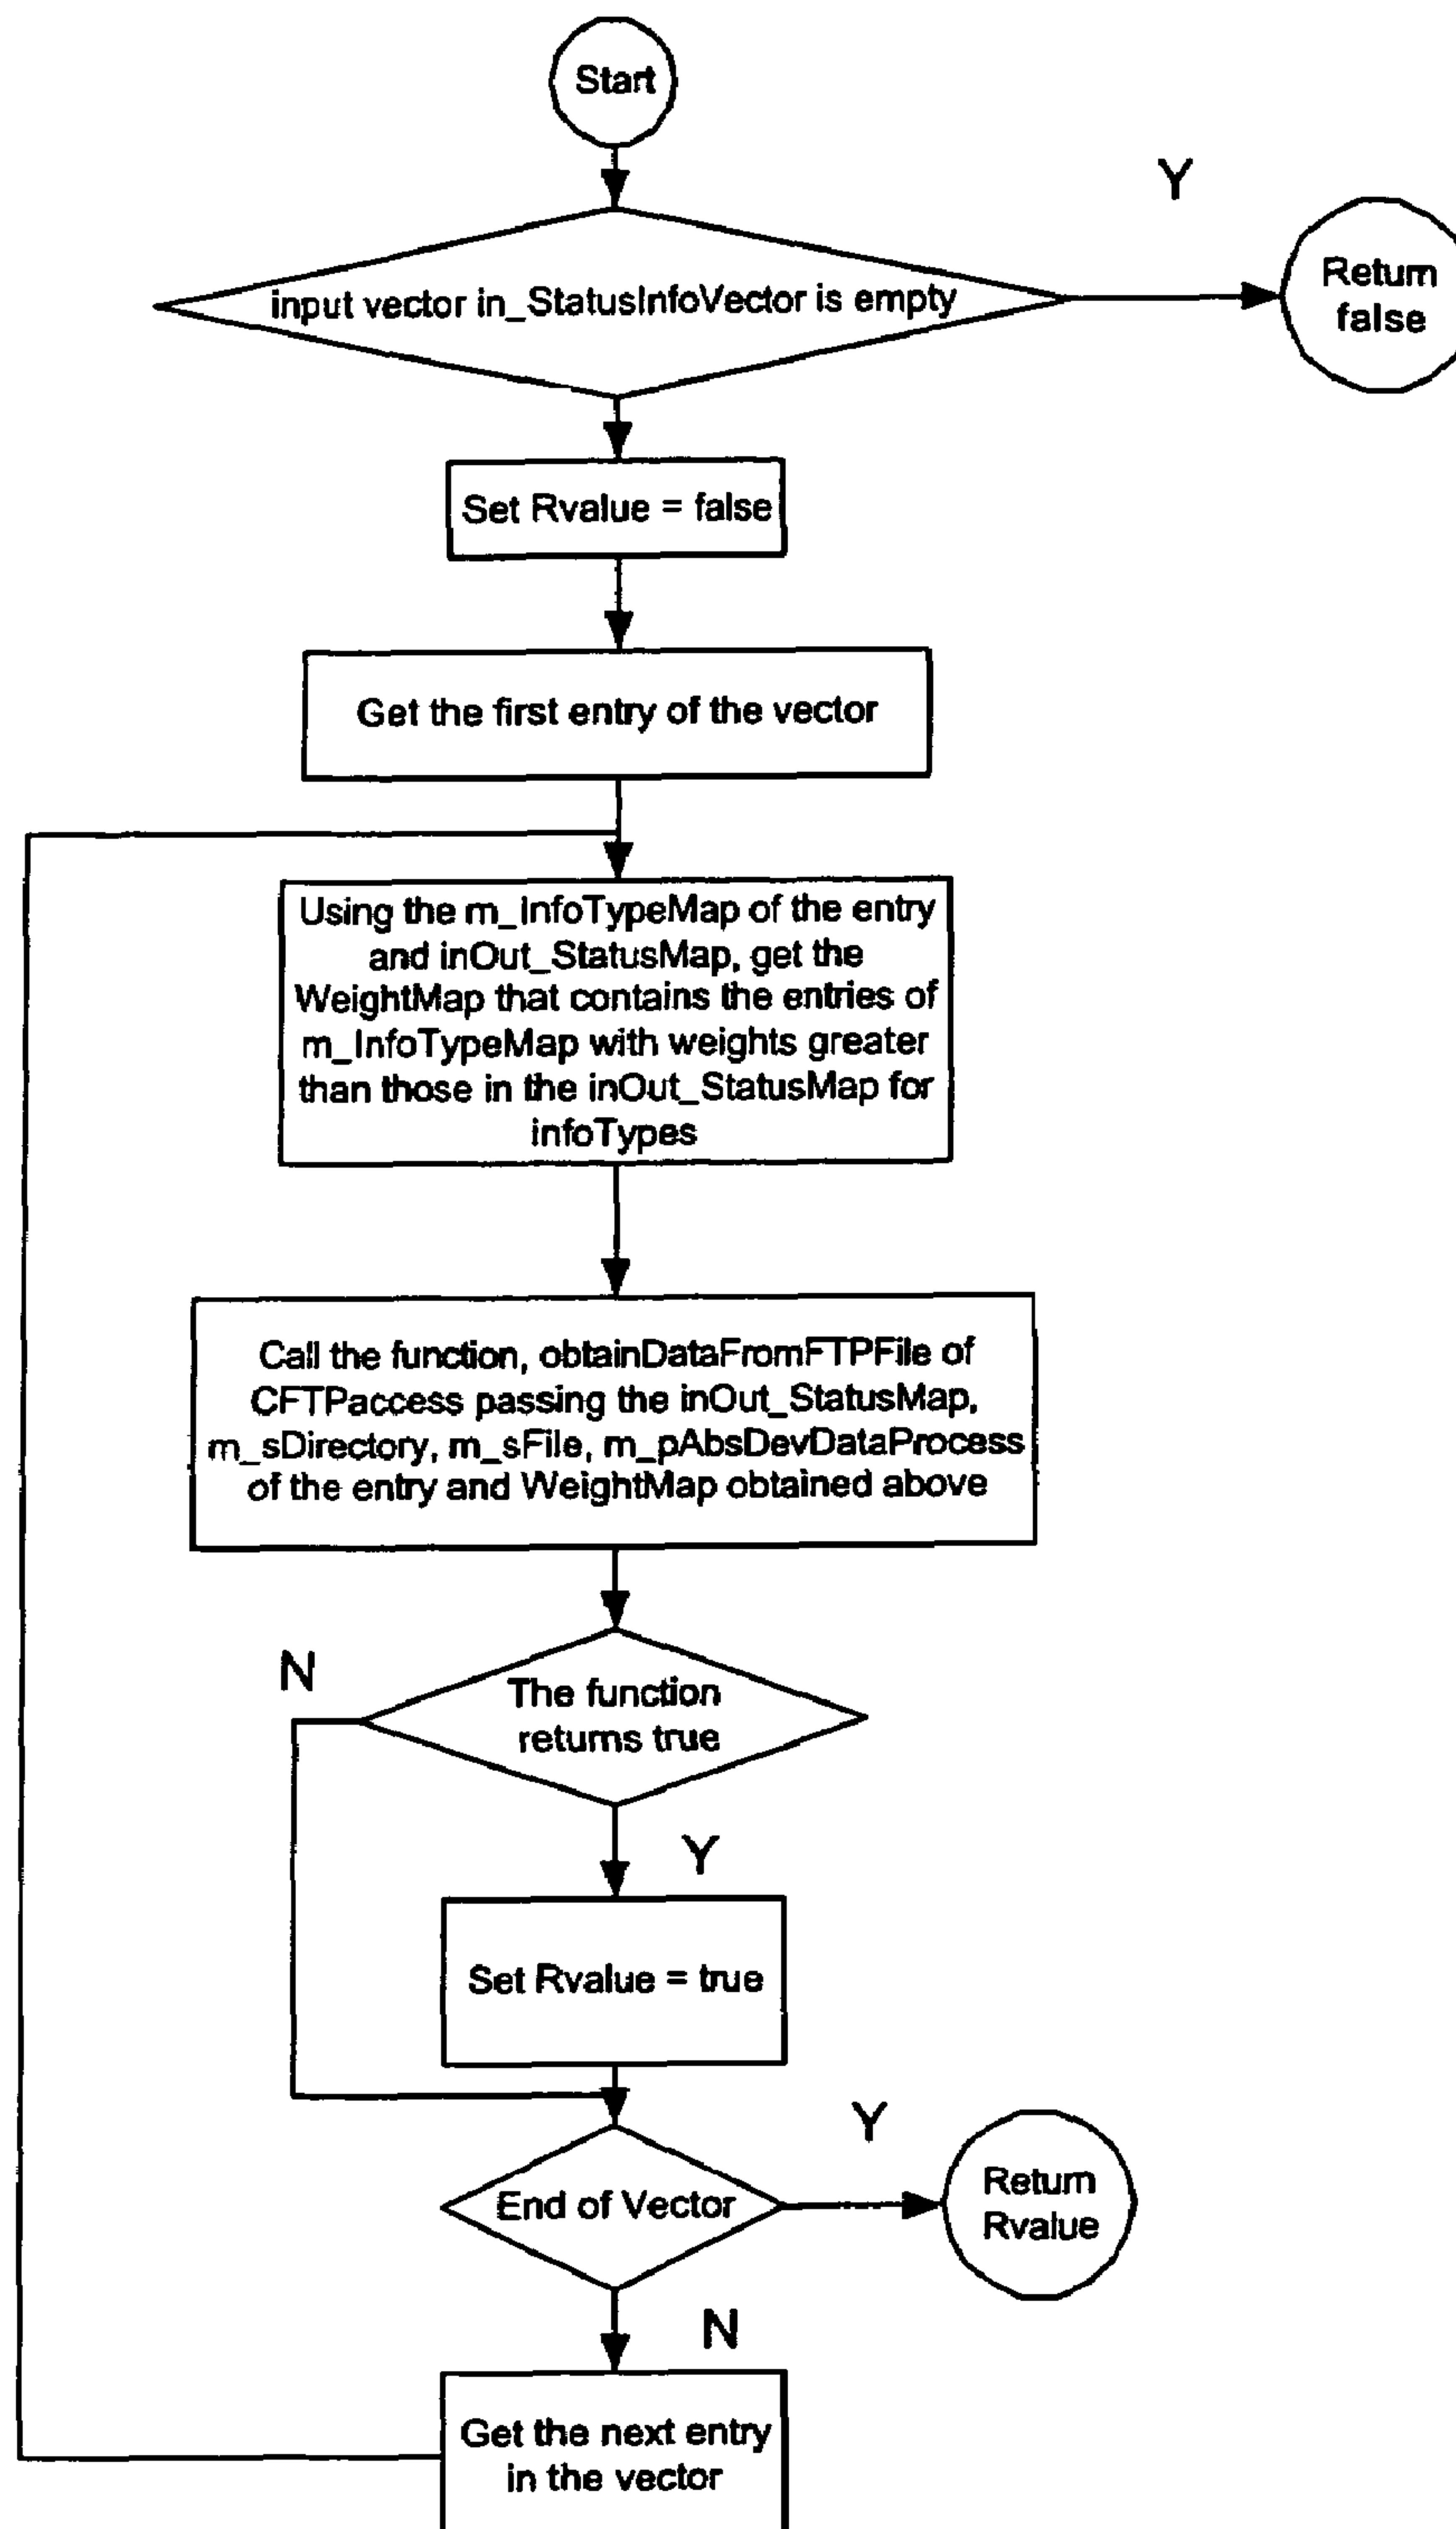 Start
Y
input vector in_StatusInfoVector is empty
Return
false
Set Rvalue = false
Get the first entry of the vector
Using the m_InfoTypeMap of the entry
and inOut_StatusMap, get the
WeightMap that contains the entries of
m_InfoTypeMap with weights greater
than those in the inOut_StatusMap for
infoTypes
Call the function, obtainDataFromFTPFile of
CFTPaccess passing the inOut_StatusMap,
m_sDirectory, m_sFile, m_pAbsDevDataProcess
of the entry and WeightMap obtained above
N
The function
returns true
Y
Set Rvalue = true
Y
End of Vector
Return
Rvalue
N
Get the next entry
in the vector